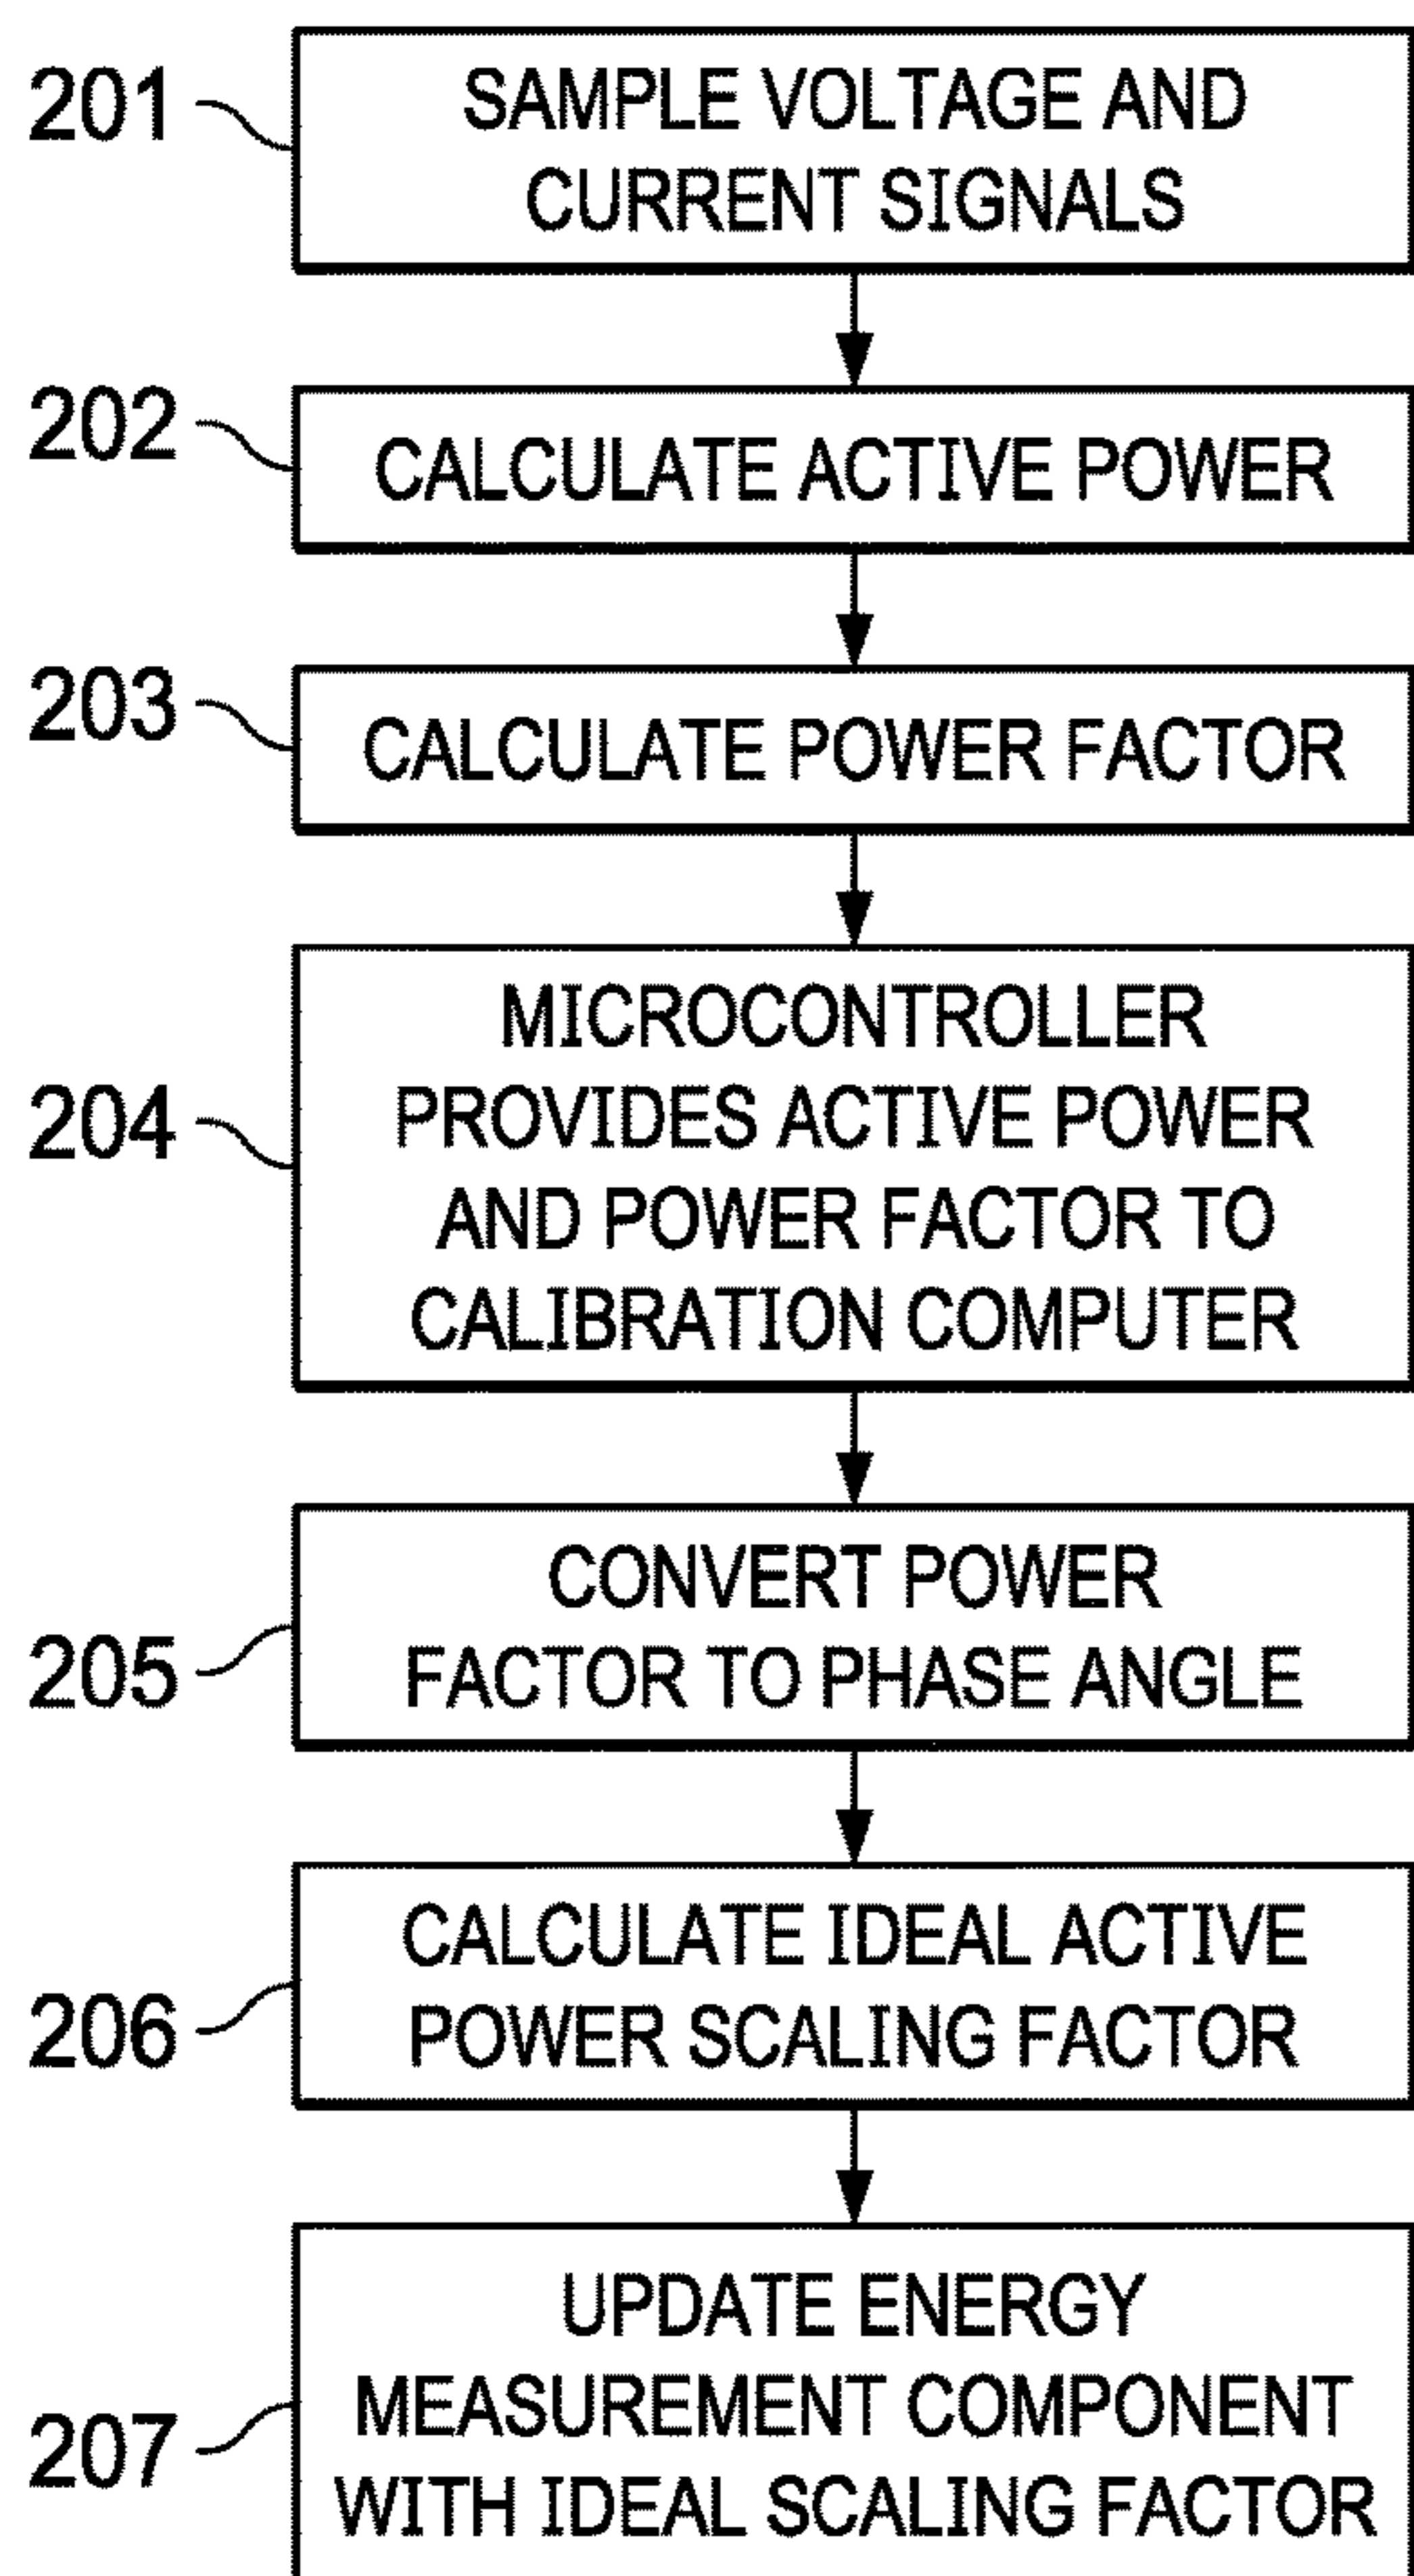 201
SAMPLE VOLTAGE AND
CURRENT SIGNALS
202
CALCULATE ACTIVE POWER
203
CALCULATE POWER FACTOR
204
MICROCONTROLLER
PROVIDES ACTIVE POWER
AND POWER FACTOR TO
CALIBRATION COMPUTER
205
CONVERT POWER
FACTOR TO PHASE ANGLE
206
CALCULATE IDEAL ACTIVE
POWER SCALING FACTOR
207
UPDATE ENERGY
MEASUREMENT COMPONENT
WITH IDEAL SCALING FACTOR